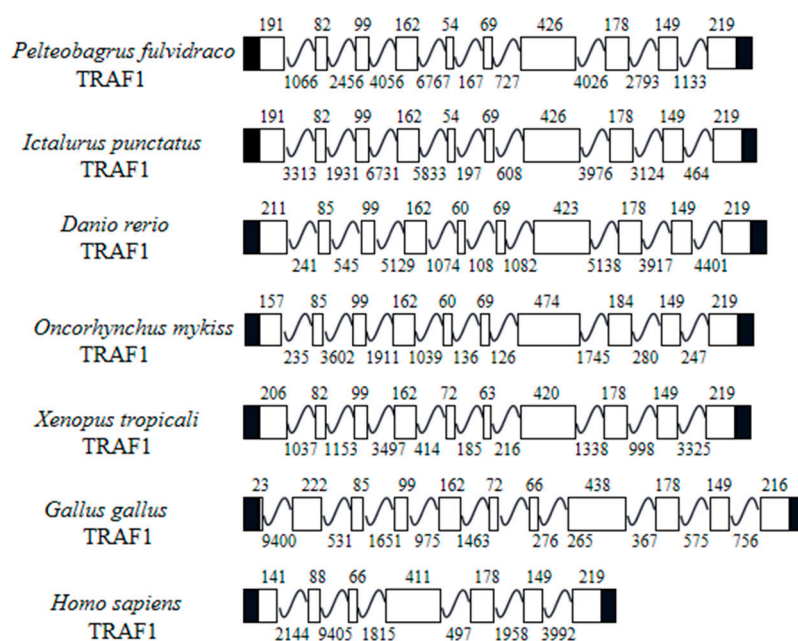 191 82 99 162 54 69 426 178 149 219
Pelteobagrus fulvidraco
TRAF1
1066 2456 4056 6767 167 727 4026 2793 1133
191 82 99 162 54 69 426 178 149 219
Ictalurus punctatus
TRAF1
3313 1931 6731 5833 197 608 3976 3124 464
211 85 99 162 60 69 423 178 149 219
Danio rerio
TRAF1
241 545 5129 1074 108 1082 5138 3917 4401
157 85 99 162 60 69 474 184 149 219
Oncorhynchus mykiss
TRAF1
235 3602 1911 1039 136 126 1745 280 247
206 82 99 162 72 63 420 178 149 219
Xenopus tropicali
TRAF1
1037 1153 3497 414 185 216 1338 998 3325
23 222 85 99 162 72 66 438 178 149 216
Gallus gallus
TRAF1
9400 531 1651 975 1463 276 265 367 575 756
141 88 66 411 178 149 219
Homo sapiens
TRAF1
2144 9405 1815 497 1958 3992